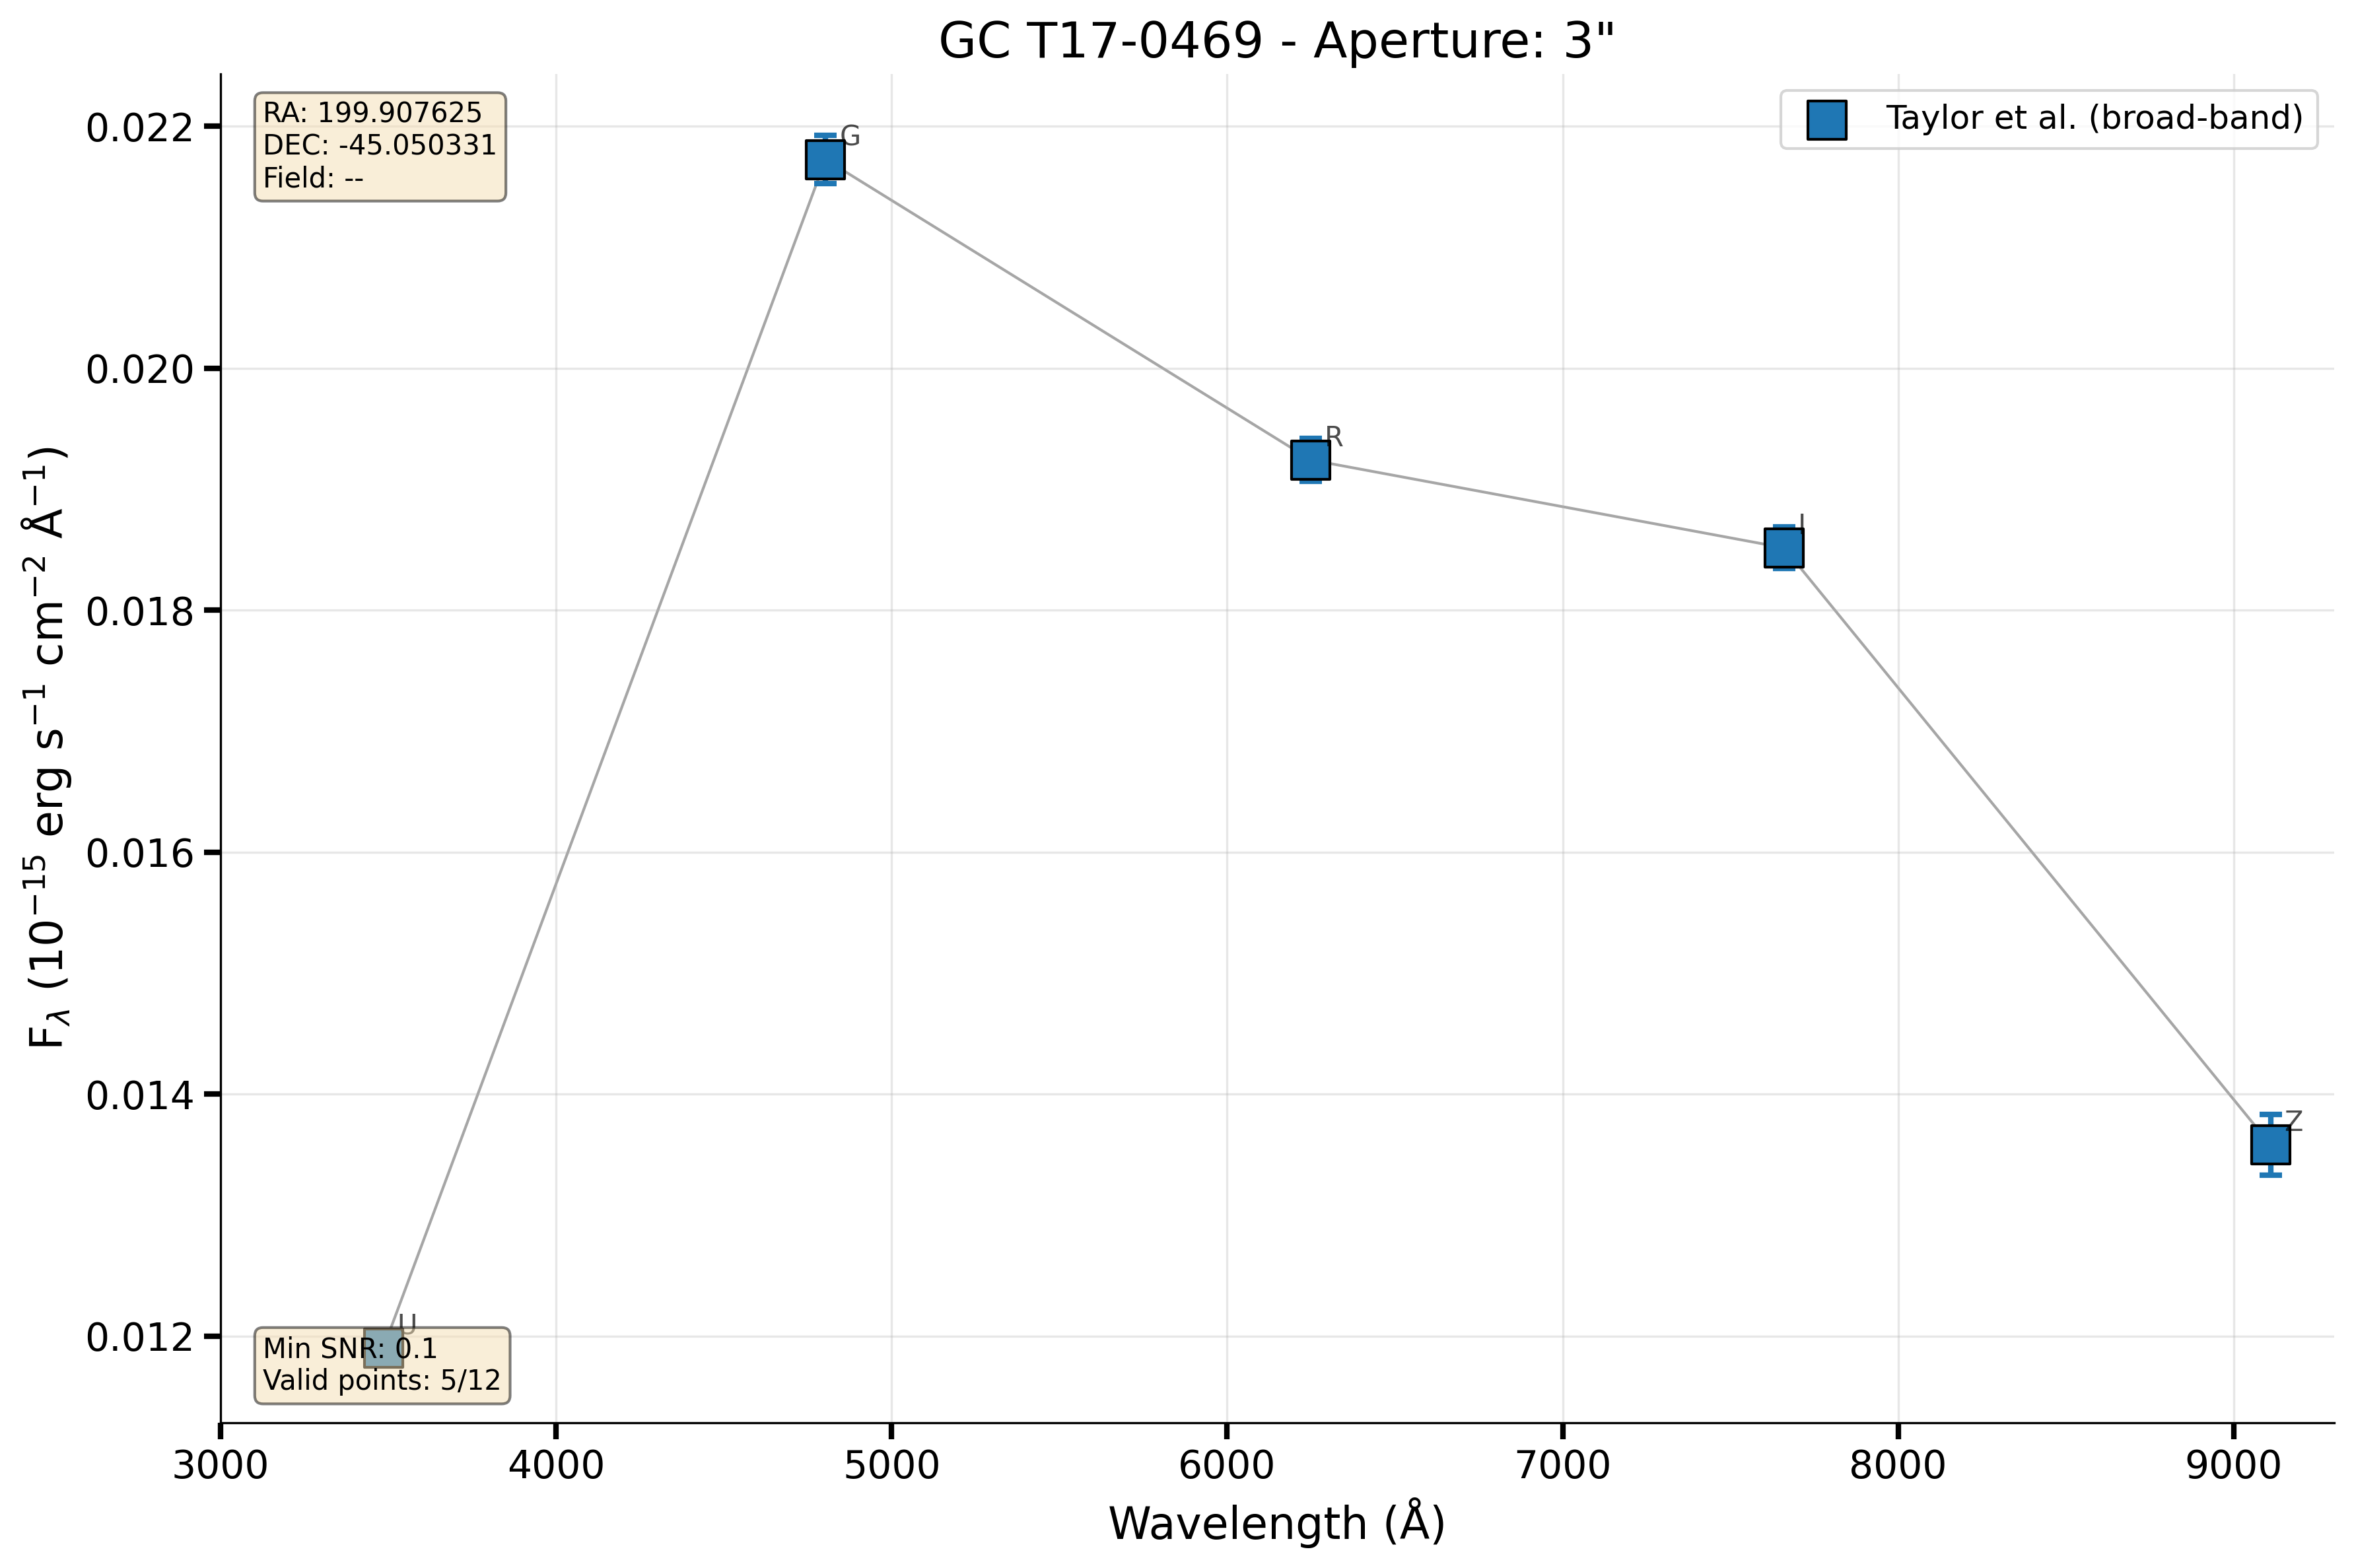 GC T17-0469 - Aperture: 3"
RA: 199.907625
DEC: -45.050331
Field: --
Taylor et al. (broad-band)
G
R
I
Z
U
Min SNR: 0.1
Valid points: 5/12
0.022
0.020
0.018
0.016
0.014
0.012
F_λ (10⁻¹⁵ erg s⁻¹ cm⁻² Å⁻¹)
3000 4000 5000 6000 7000 8000 9000
Wavelength (Å)